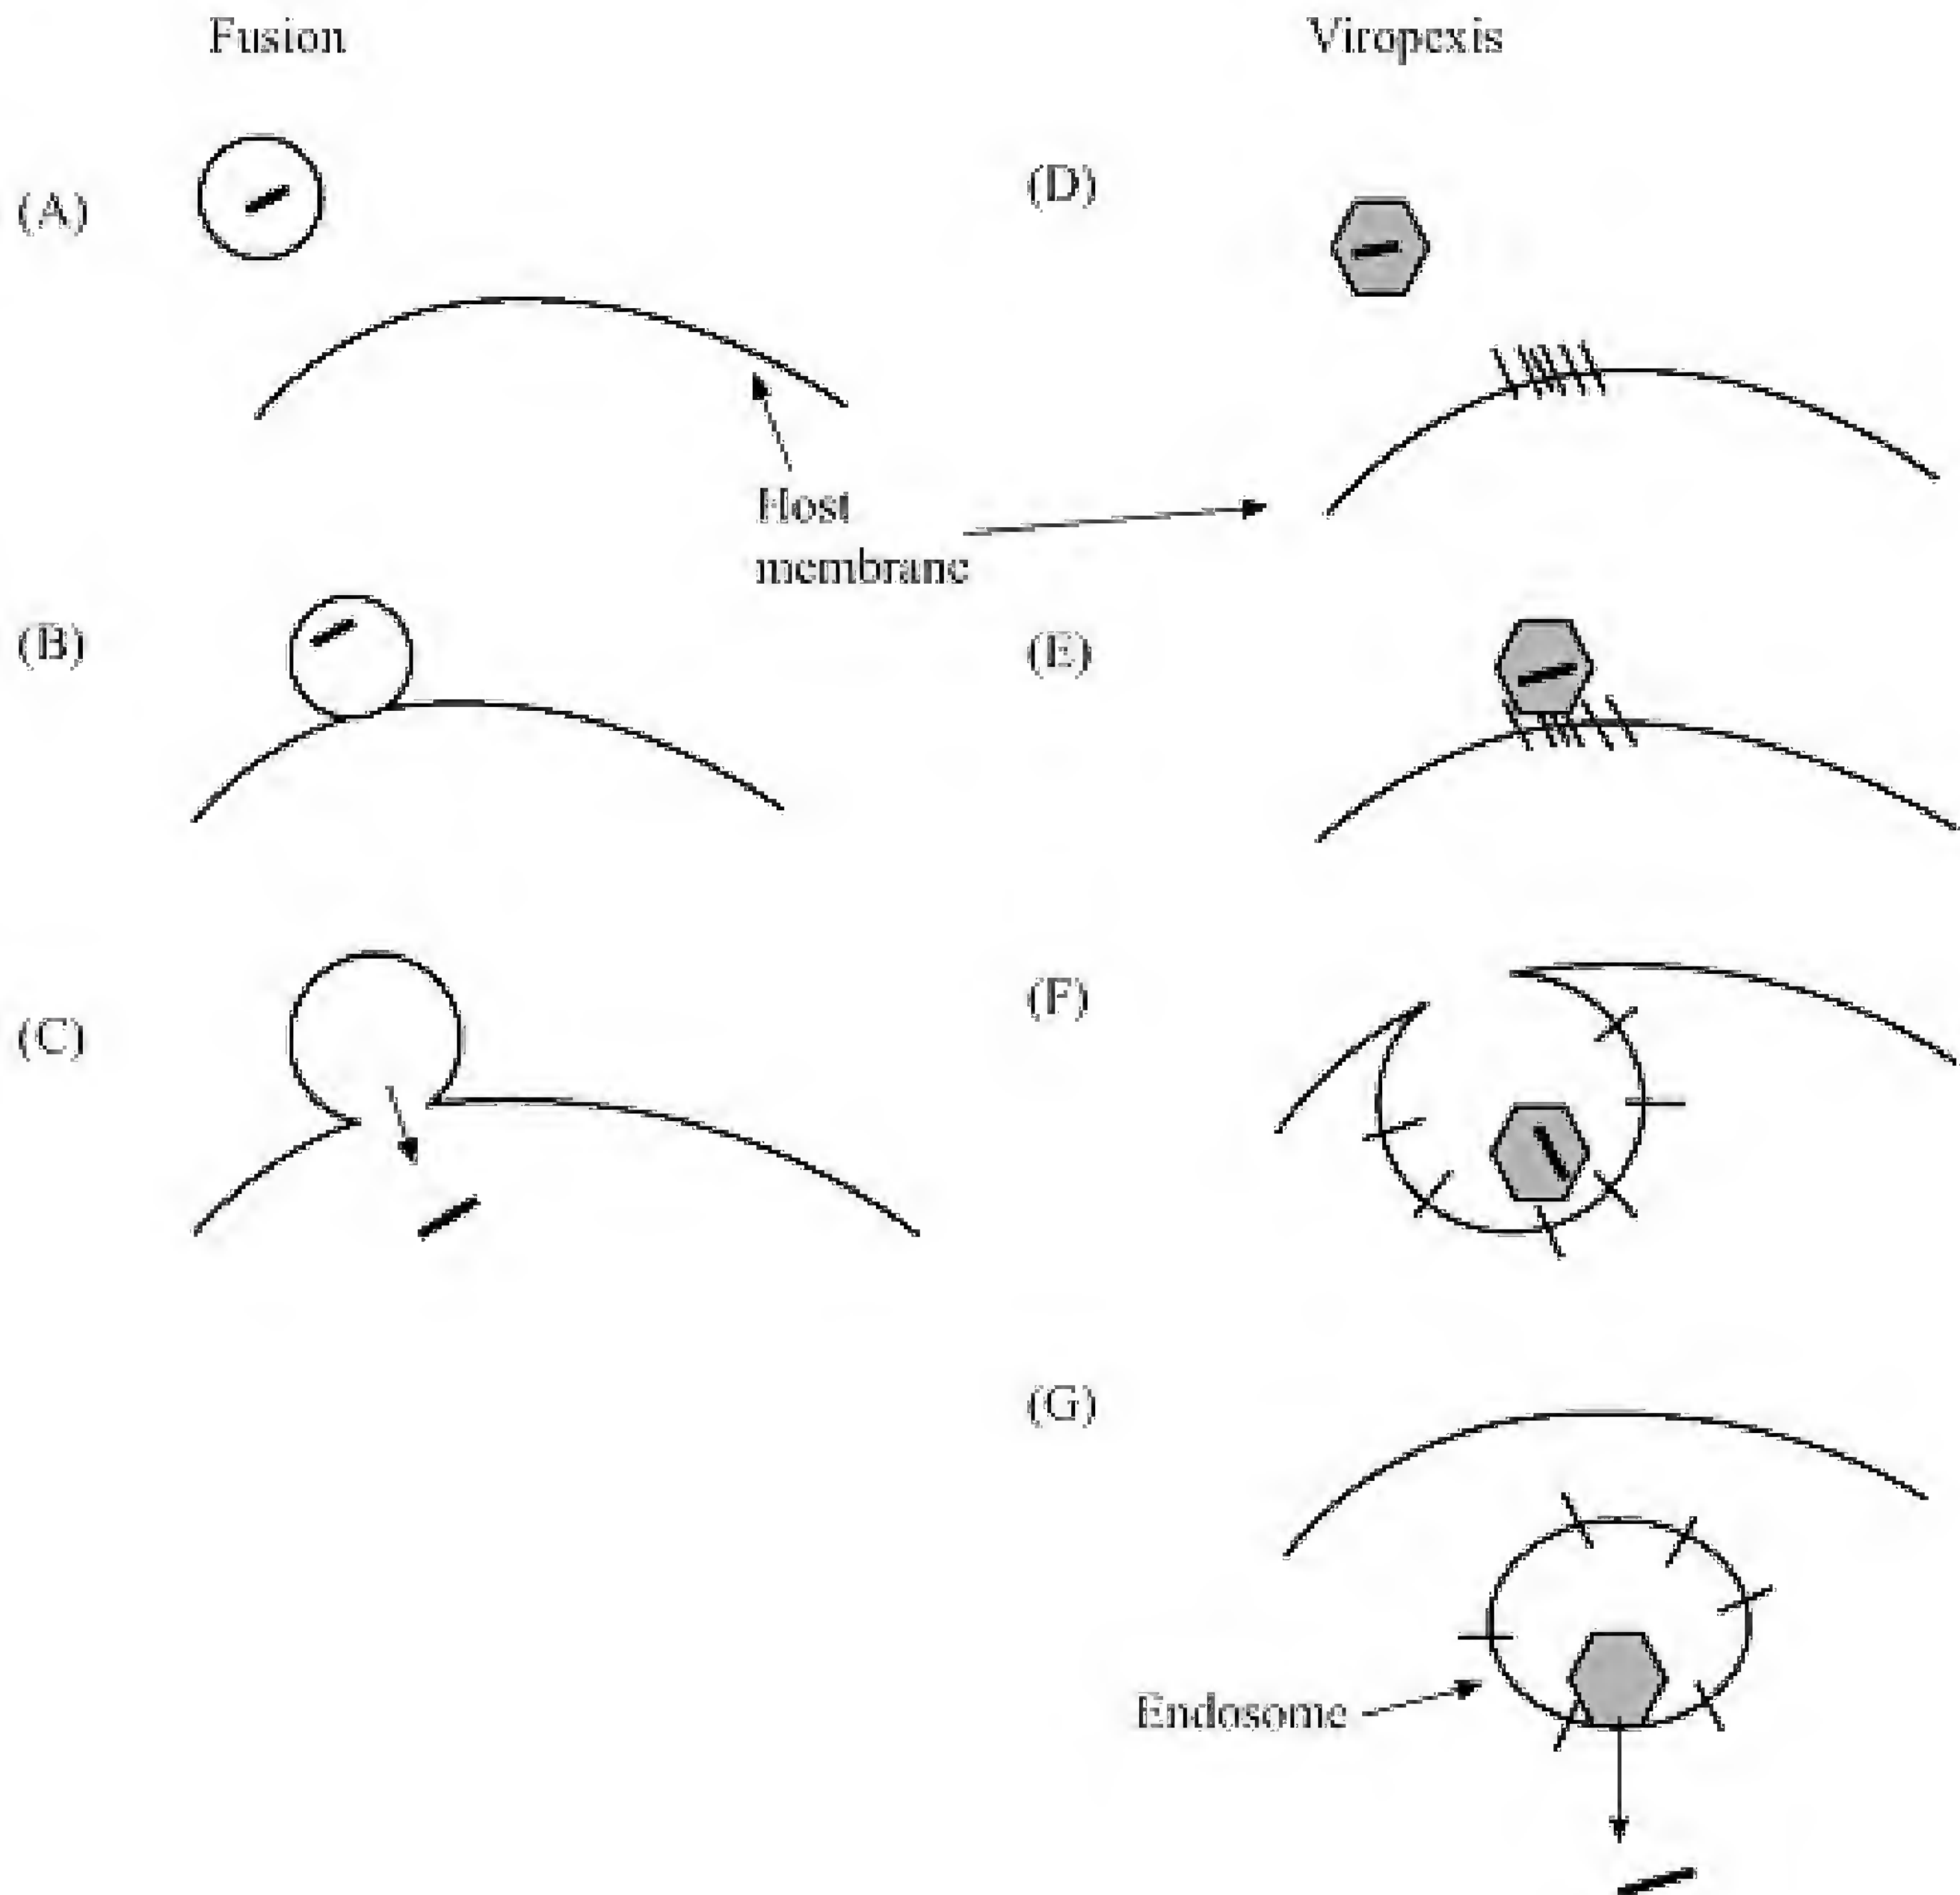 Fusion
Viropexis
(A)
(D)
Host
membrane
(B)
(E)
(C)
(F)
(G)
Endosome